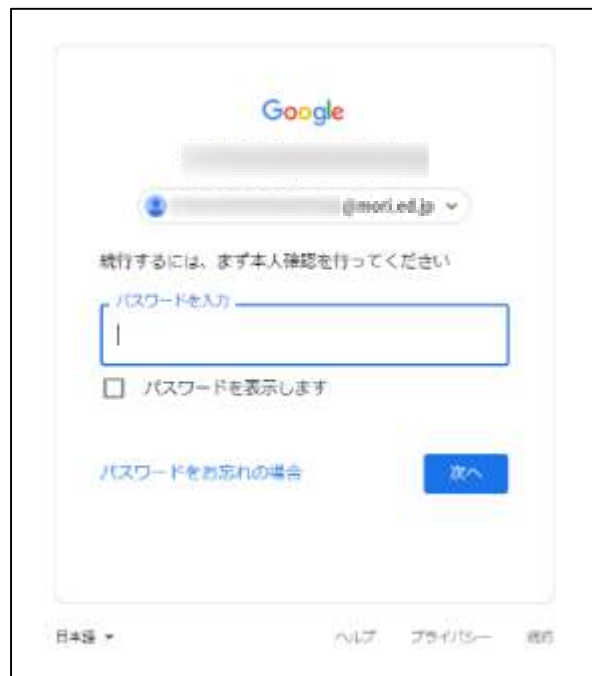 Google
@mori.ed.jp
続行するには、まず本人確認を行ってください
パスワードを入力
パスワードを表示します
パスワードをお忘れの場合
次へ
日本語
ヘルプ プライバシー 規約